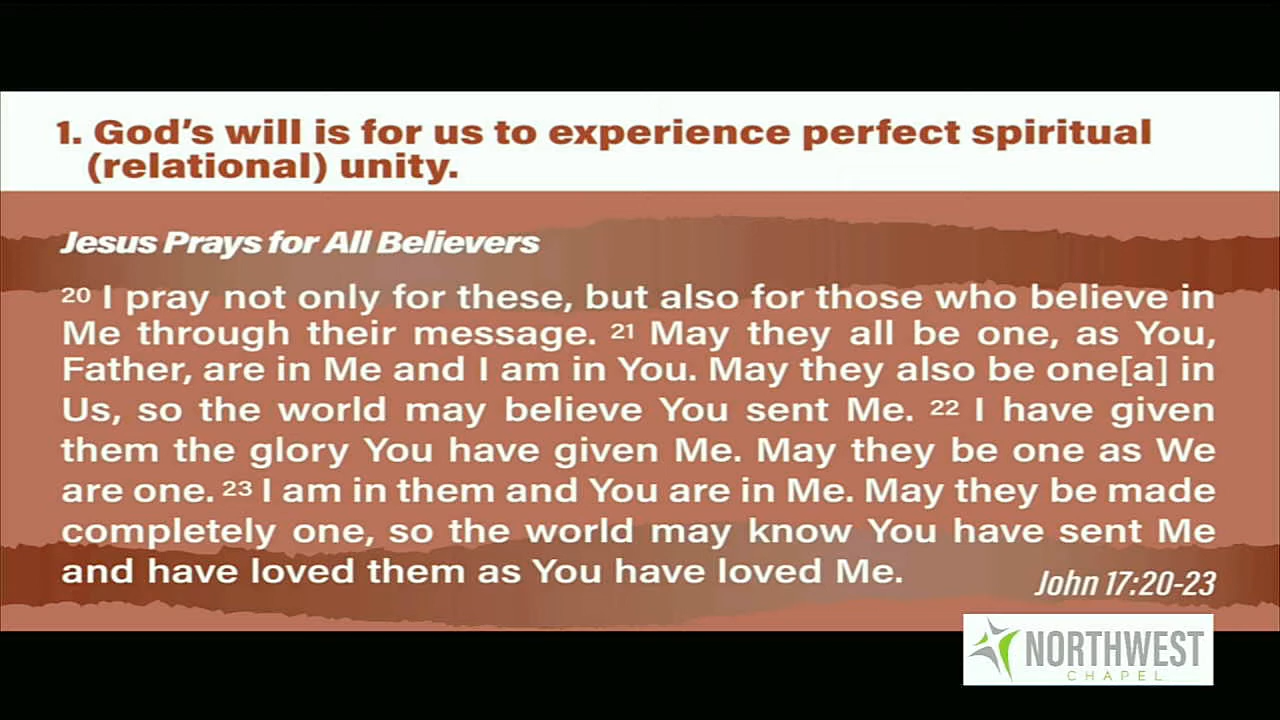 1. God's will is for us to experience perfect spiritual
(relational) unity.
Jesus Prays for All Believers
20 I pray not only for these, but also for those who believe in
Me through their message. 21 May they all be one, as You,
Father, are in Me and I am in You. May they also be one[a] in
Us, so the world may believe You sent Me. 22 I have given
them the glory You have given Me. May they be one as We
are one. 23 I am in them and You are in Me. May they be made
completely one, so the world may know You have sent Me
and have loved them as You have loved Me.
John 17:20-23
NORTHWEST
CHAPEL